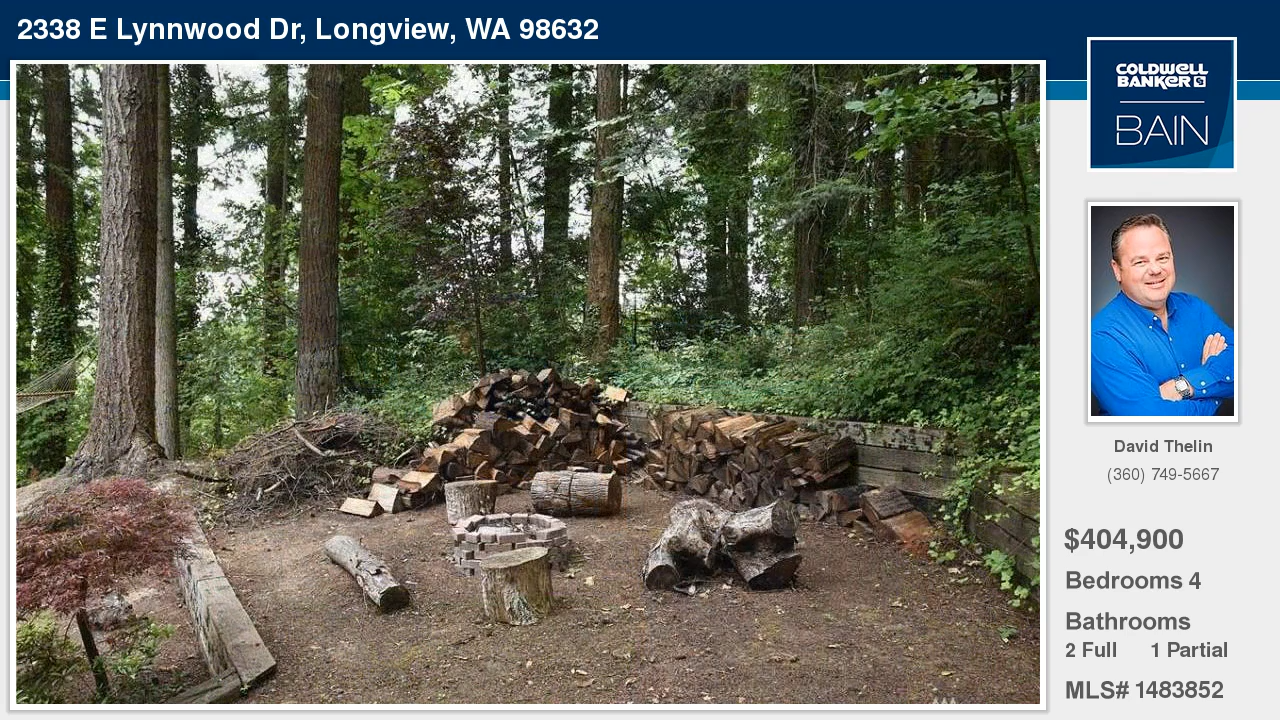 2338 E Lynnwood Dr, Longview, WA 98632
COLDWELL
BANKER
BAIN
David Thelin
(360) 749-5667
$404,900
Bedrooms 4
Bathrooms
2 Full 1 Partial
MLS# 1483852